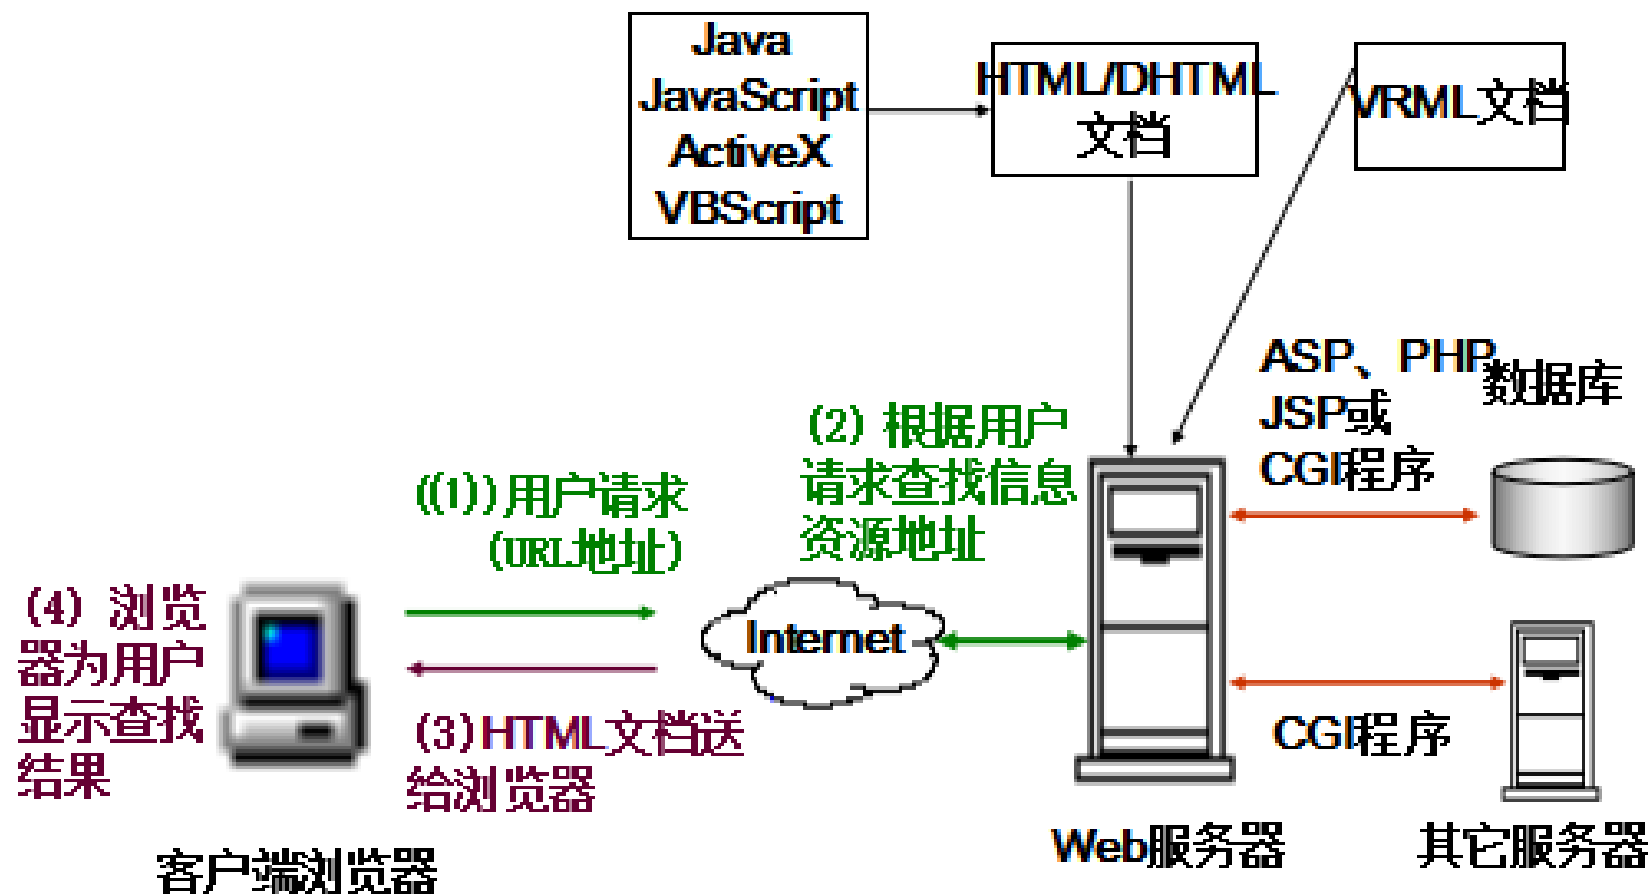 Java
JavaScript
ActiveX
VBScript
HTML/DHTML
文档
VRML文档
ASP、PHP
JSP或
CGI程序
数据库
(2) 根据用户
请求查找信息
资源地址
((1))用户请求
(URL地址)
(4) 浏览
器为用户
显示查找
结果
Internet
(3)HTML文档送
给浏览器
CGI程序
Web服务器
其它服务器
客户端浏览器